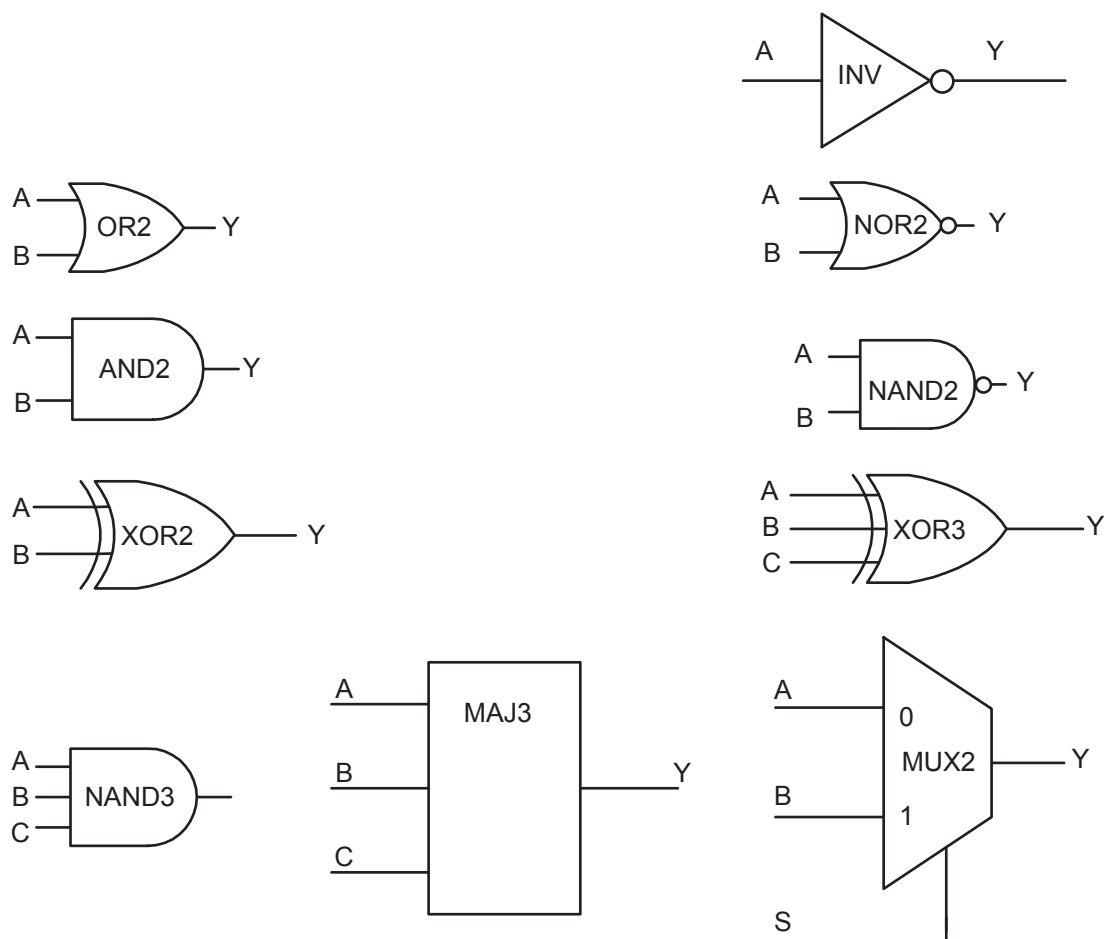 A INV Y
A OR2 Y
B
A NOR2 Y
B
A AND2 Y
B
A NAND2 Y
B
A XOR2 Y
B
A XOR3 Y
B
C
A
B NAND3
C
A MAJ3
B Y
C
A 0
MUX2 Y
B 1
S